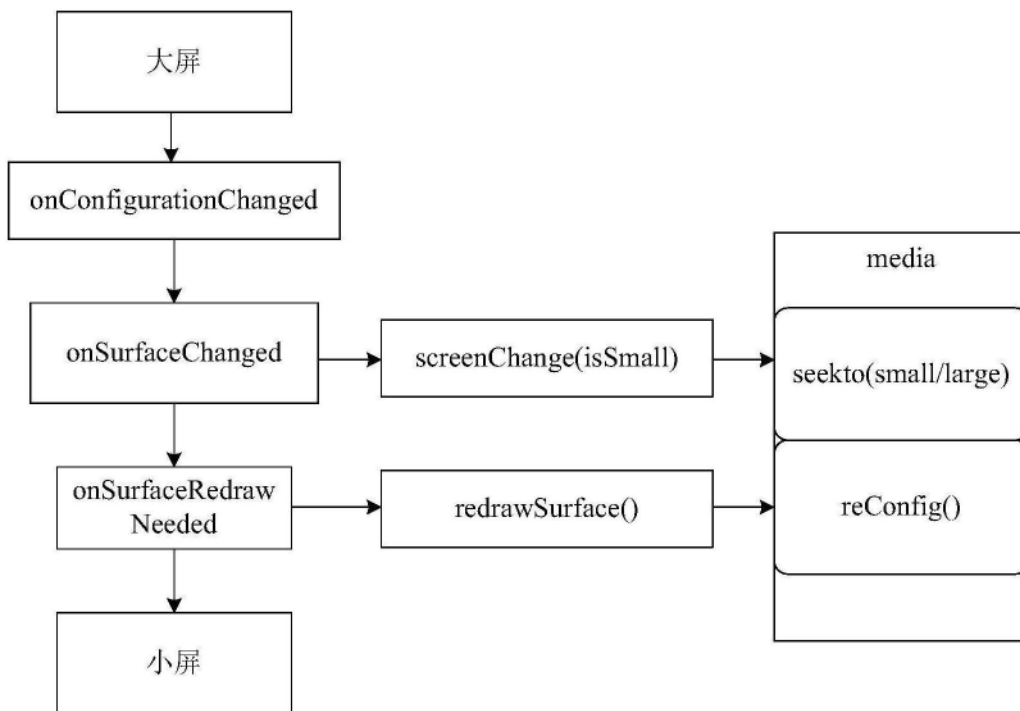 大屏
onConfigurationChanged
media
onSurfaceChanged
screenChange(isSmall)
seekto(small/large)
onSurfaceRedraw
Needed
redrawSurface()
reConfig()
小屏